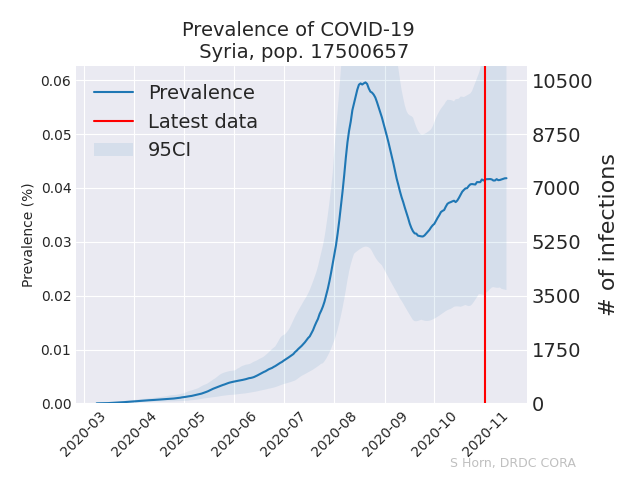 Prevalence of COVID-19
Syria, pop. 17500657
Prevalence
Latest data
95CI
Prevalence (%)
0.06
0.05
0.04
0.03
0.02
0.01
0.00
10500
8750
7000
5250
3500
1750
0
# of infections
2020-03
2020-04
2020-05
2020-06
2020-07
2020-08
2020-09
2020-10
2020-11
S Horn, DRDC CORA